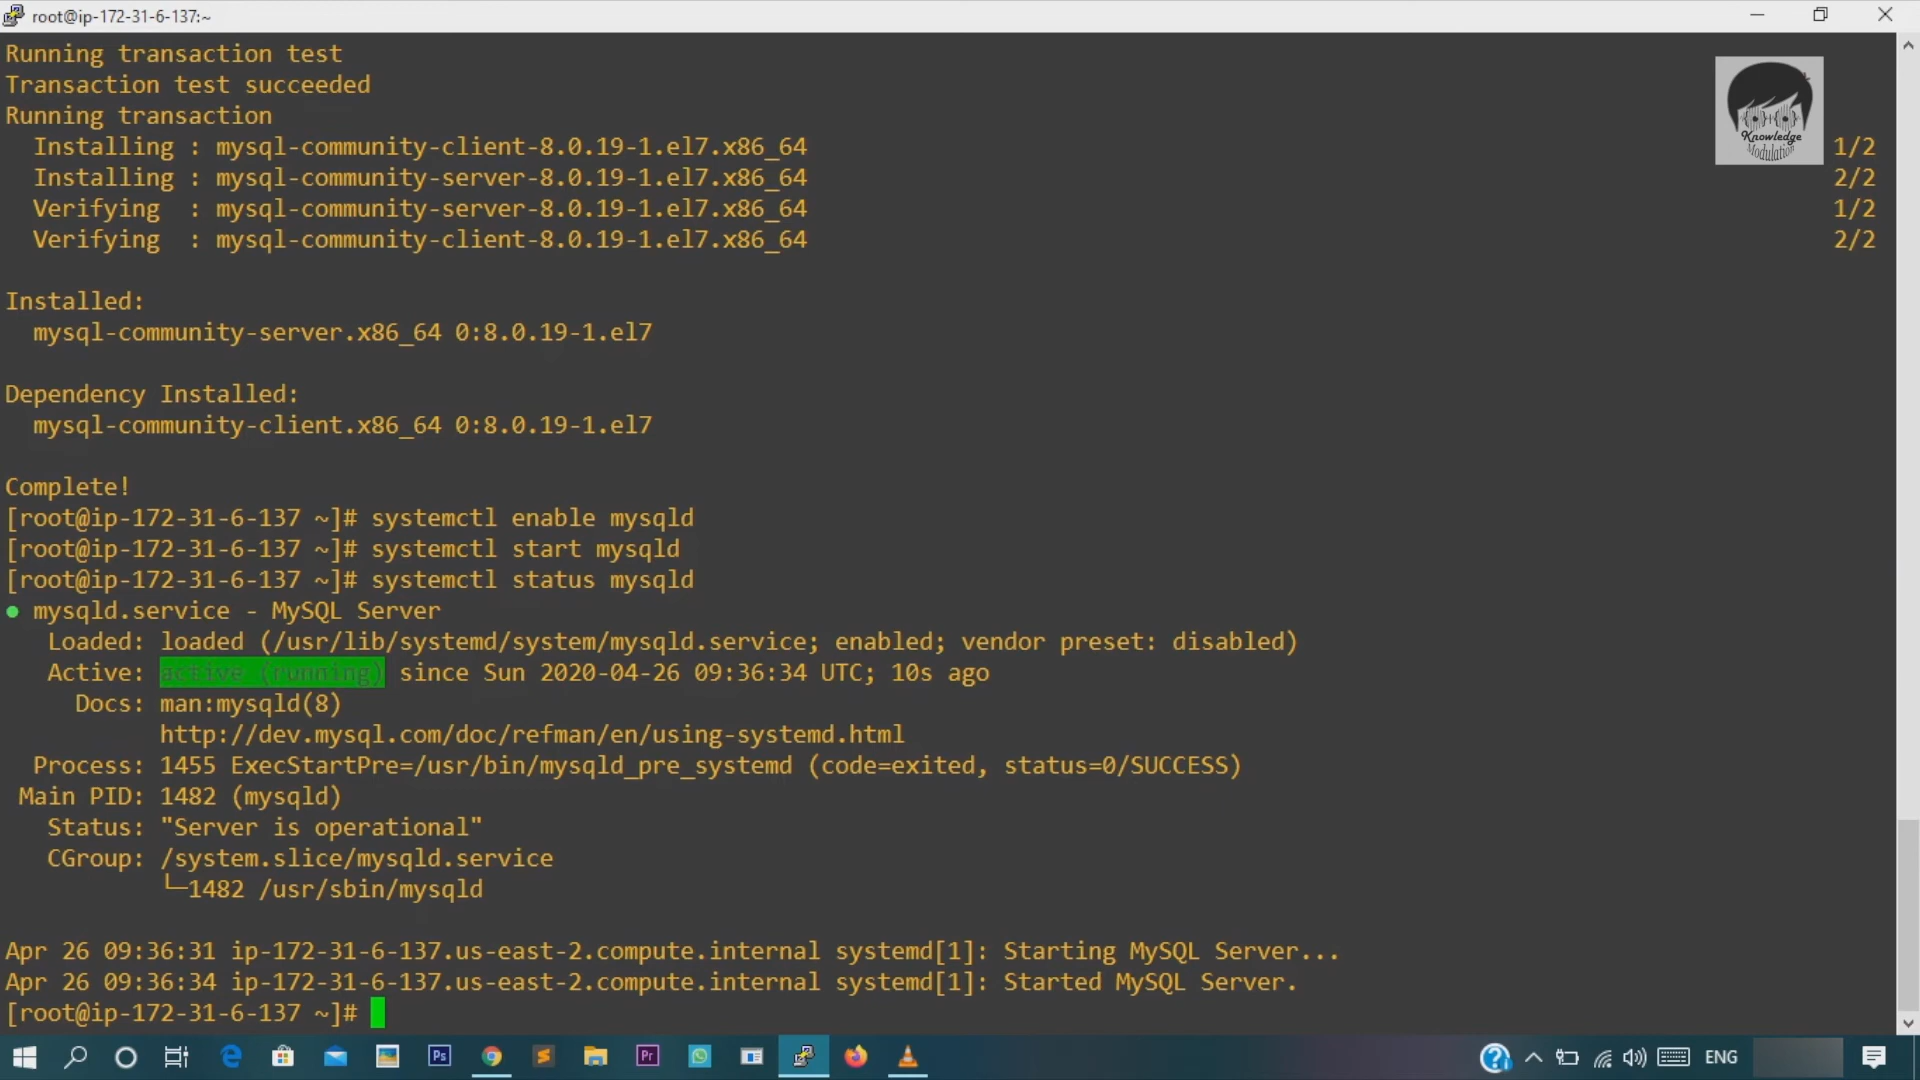 root@ip-172-31-6-137:~
Running transaction test
Transaction test succeeded
Running transaction
  Installing : mysql-community-client-8.0.19-1.el7.x86_64 1/2
  Installing : mysql-community-server-8.0.19-1.el7.x86_64 2/2
  Verifying  : mysql-community-server-8.0.19-1.el7.x86_64 1/2
  Verifying  : mysql-community-client-8.0.19-1.el7.x86_64 2/2
Knowledge
Modulation
Installed:
  mysql-community-server.x86_64 0:8.0.19-1.el7
Dependency Installed:
  mysql-community-client.x86_64 0:8.0.19-1.el7
Complete!
[root@ip-172-31-6-137 ~]# systemctl enable mysqld
[root@ip-172-31-6-137 ~]# systemctl start mysqld
[root@ip-172-31-6-137 ~]# systemctl status mysqld
● mysqld.service - MySQL Server
   Loaded: loaded (/usr/lib/systemd/system/mysqld.service; enabled; vendor preset: disabled)
   Active: active (running) since Sun 2020-04-26 09:36:34 UTC; 10s ago
     Docs: man:mysqld(8)
           http://dev.mysql.com/doc/refman/en/using-systemd.html
  Process: 1455 ExecStartPre=/usr/bin/mysqld_pre_systemd (code=exited, status=0/SUCCESS)
 Main PID: 1482 (mysqld)
   Status: "Server is operational"
   CGroup: /system.slice/mysqld.service
           └─1482 /usr/sbin/mysqld
Apr 26 09:36:31 ip-172-31-6-137.us-east-2.compute.internal systemd[1]: Starting MySQL Server...
Apr 26 09:36:34 ip-172-31-6-137.us-east-2.compute.internal systemd[1]: Started MySQL Server.
[root@ip-172-31-6-137 ~]#
Ps Pr ENG